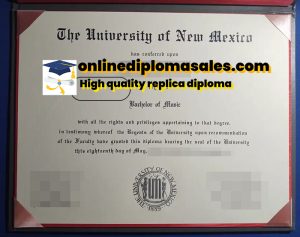 The University of New Mexico
has conferred upon
onlinediplomasales.com
High quality replica diploma
Bachelor of Music
with all the rights and privileges appertaining to that degree,
in testimony whereof the Regents of the University upon recommendation
of the Faculty have granted this diploma bearing the seal of the University
this eighteenth day of May,